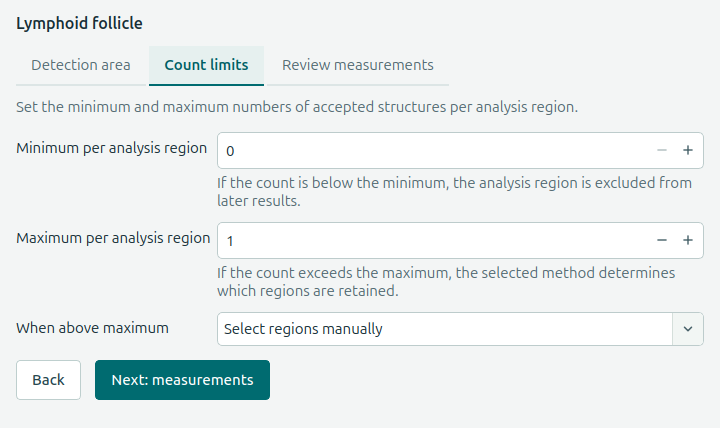 Lymphoid follicle
Detection area
Count limits
Review measurements
Set the minimum and maximum numbers of accepted structures per analysis region.
Minimum per analysis region
0
If the count is below the minimum, the analysis region is excluded from
later results.
Maximum per analysis region
1
If the count exceeds the maximum, the selected method determines
which regions are retained.
When above maximum
Select regions manually
Back
Next: measurements